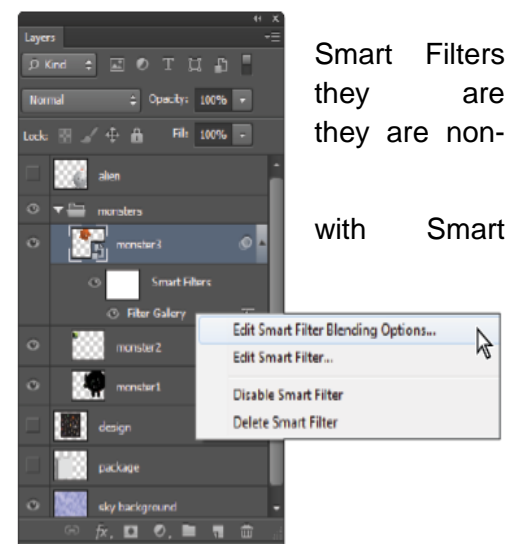 Layers
Kind
Normal Opacity: 100%
Lock: Fill: 100%
alien
monsters
monster3
Smart Filters
Filter Gallery
monster2
monster1
design
package
sky background
fx.
Edit Smart Filter Blending Options...
Edit Smart Filter...
Disable Smart Filter
Delete Smart Filter
Smart Filters
they are
they are non-
with Smart